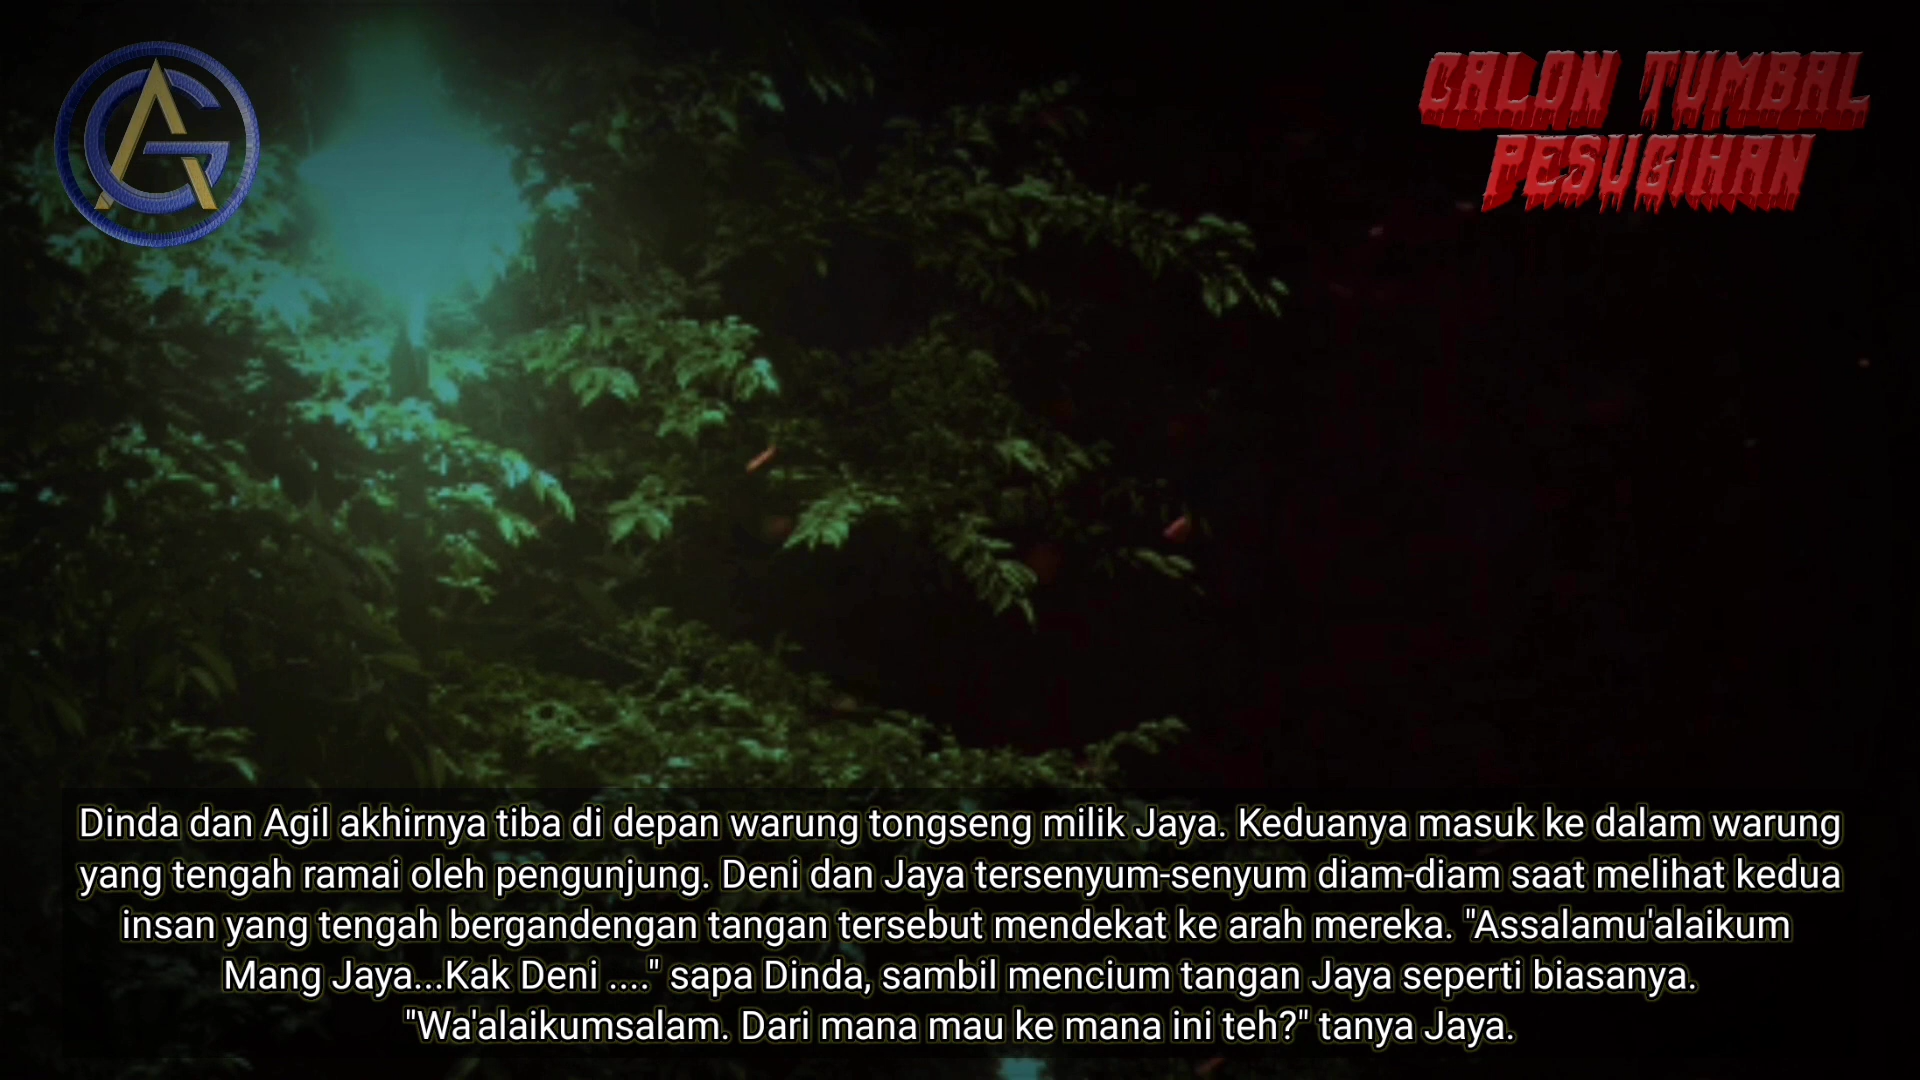 CALON TUMBAL
PESUGIHAN
Dinda dan Agil akhirnya tiba di depan warung tongseng milik Jaya. Keduanya masuk ke dalam warung
yang tengah ramai oleh pengunjung. Deni dan Jaya tersenyum-senyum diam-diam saat melihat kedua
insan yang tengah bergandengan tangan tersebut mendekat ke arah mereka. "Assalamu'alaikum
Mang Jaya...Kak Deni ...." sapa Dinda, sambil mencium tangan Jaya seperti biasanya.
"Wa'alaikumsalam. Dari mana mau ke mana ini teh?" tanya Jaya.